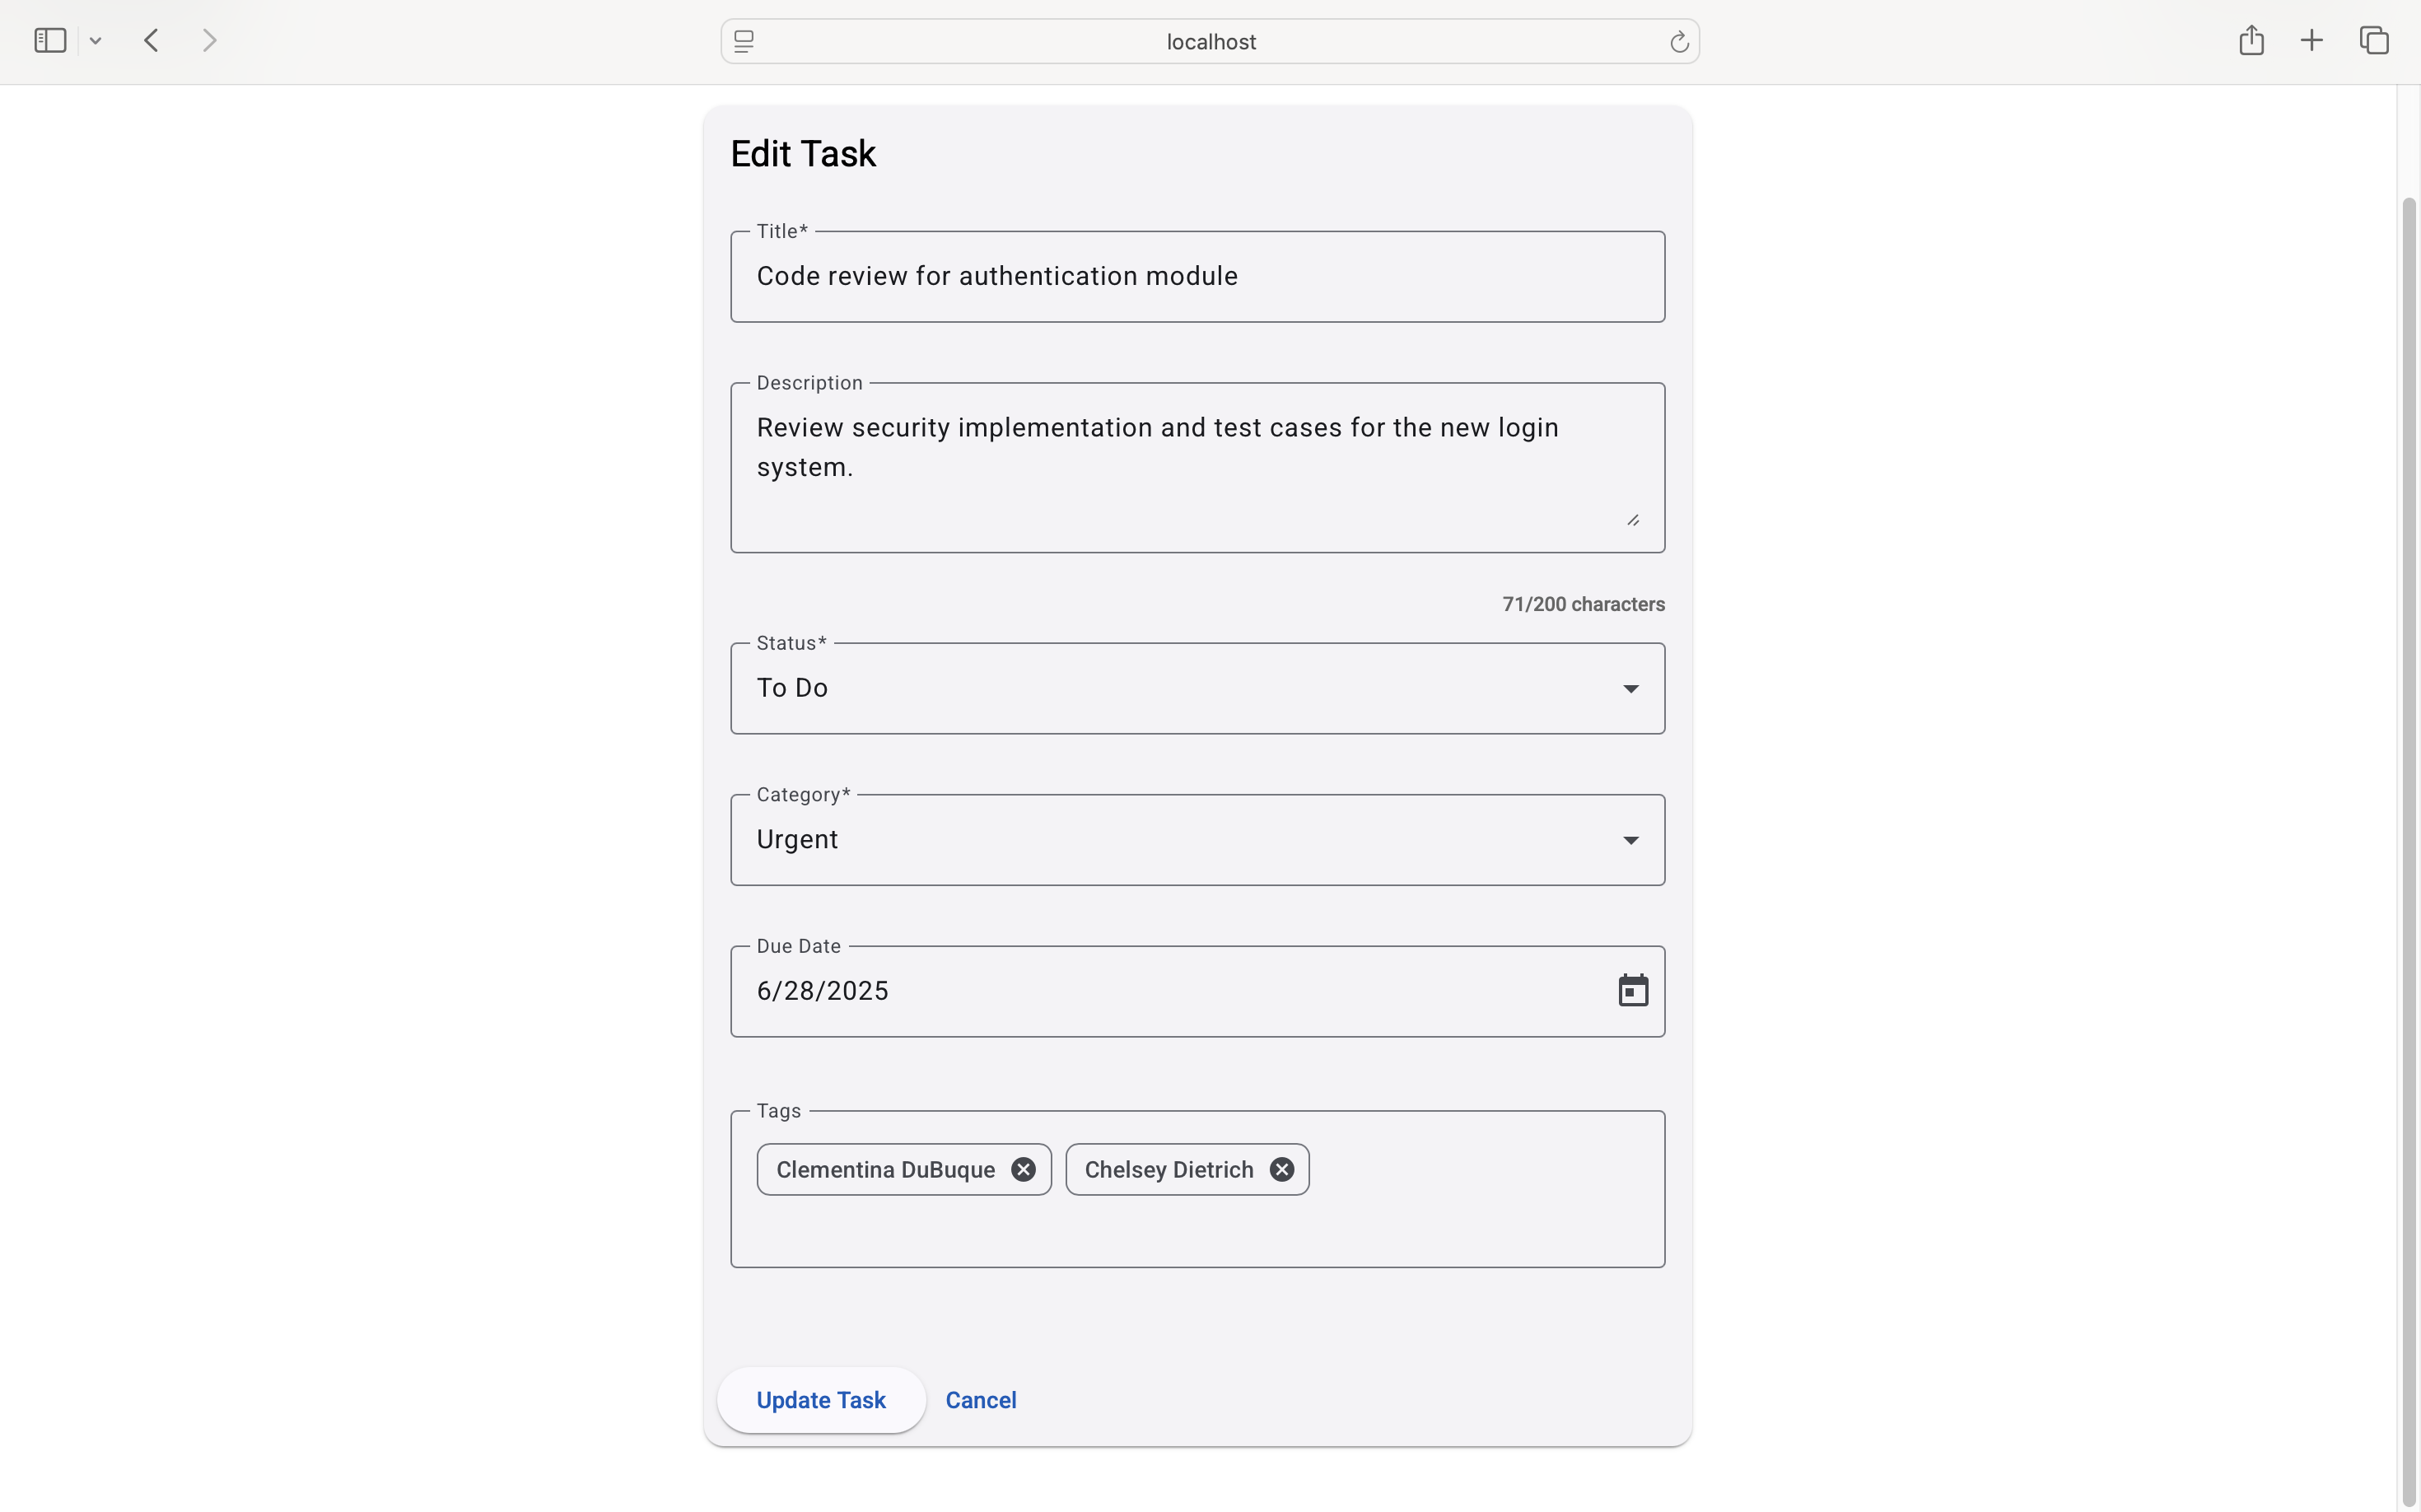 localhost
Edit Task
Title*
Code review for authentication module
Description
Review security implementation and test cases for the new login
system.
71/200 characters
Status*
To Do
Category*
Urgent
Due Date
6/28/2025
Tags
Clementina DuBuque Chelsey Dietrich
Update Task Cancel